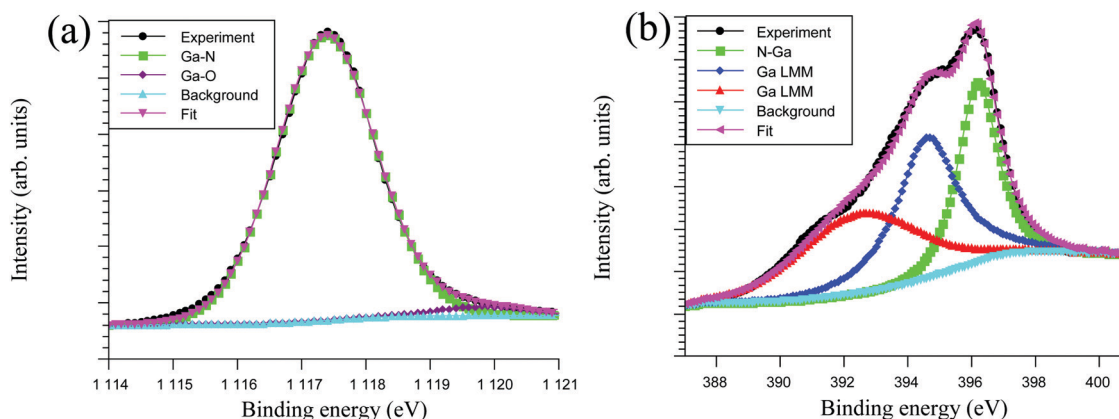 (a)
Experiment
Ga-N
Ga-O
Background
Fit
Intensity (arb. units)
1 114 1 115 1 116 1 117 1 118 1 119 1 120 1 121
Binding energy (eV)
(b)
Experiment
N-Ga
Ga LMM
Ga LMM
Background
Fit
Intensity (arb. units)
388 390 392 394 396 398 400
Binding energy (eV)